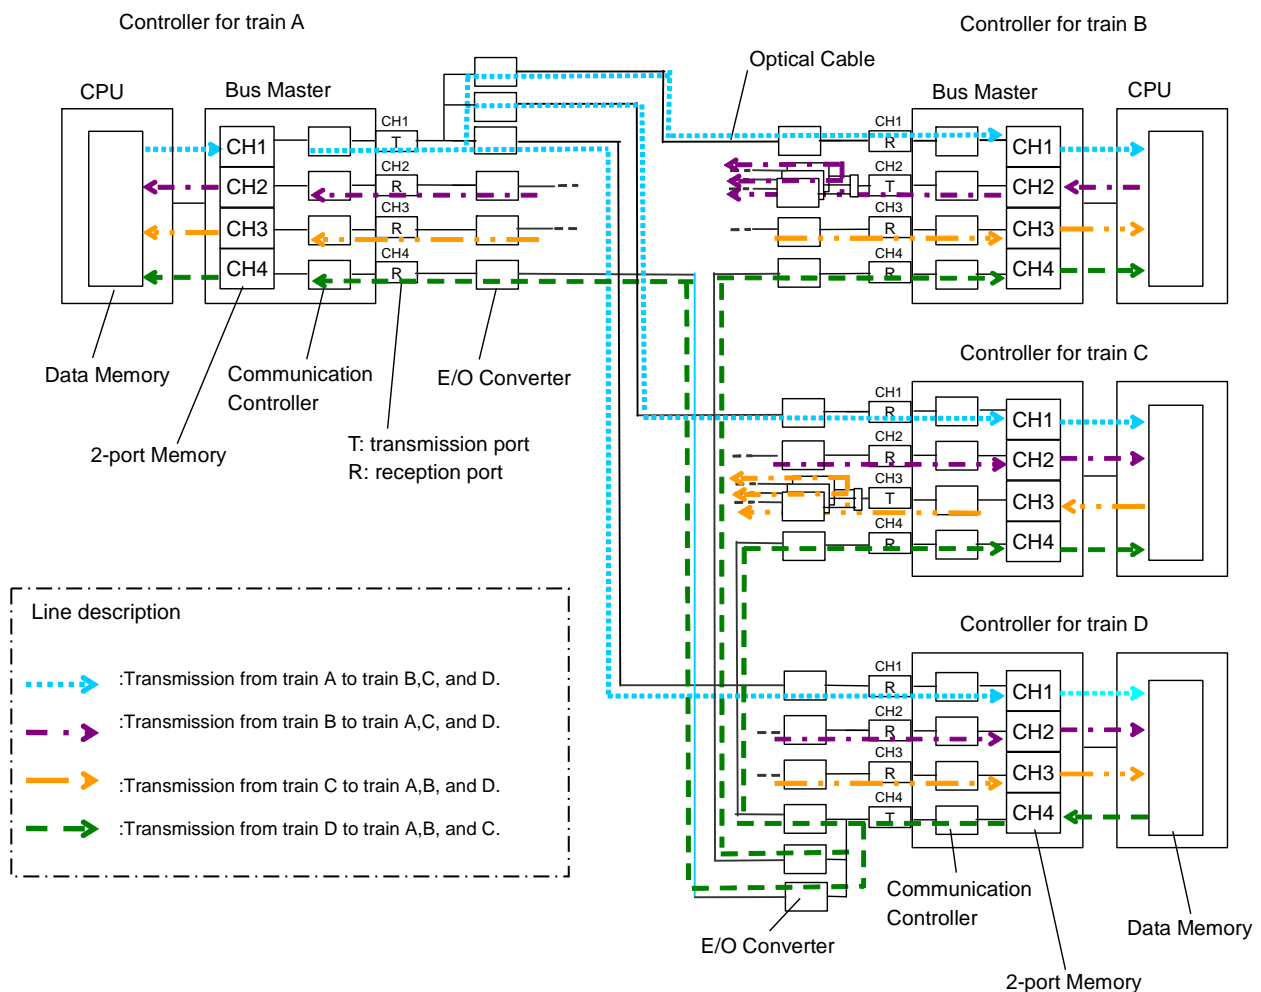 Controller for train A
Controller for train B
Optical Cable
CPU
Bus Master
Bus Master
CPU
CH1
T
CH2
R
CH3
R
CH4
R
CH1
CH2
CH3
CH4
CH1
R
CH2
T
CH3
R
CH4
R
CH1
CH2
CH3
CH4
Data Memory
Communication
Controller
E/O Converter
2-port Memory
T: transmission port
R: reception port
Controller for train C
CH1
R
CH2
R
CH3
T
CH4
R
CH1
CH2
CH3
CH4
Line description
:Transmission from train A to train B,C, and D.
:Transmission from train B to train A,C, and D.
:Transmission from train C to train A,B, and D.
:Transmission from train D to train A,B, and C.
Controller for train D
CH1
R
CH2
R
CH3
R
CH4
T
CH1
CH2
CH3
CH4
E/O Converter
Communication
Controller
Data Memory
2-port Memory